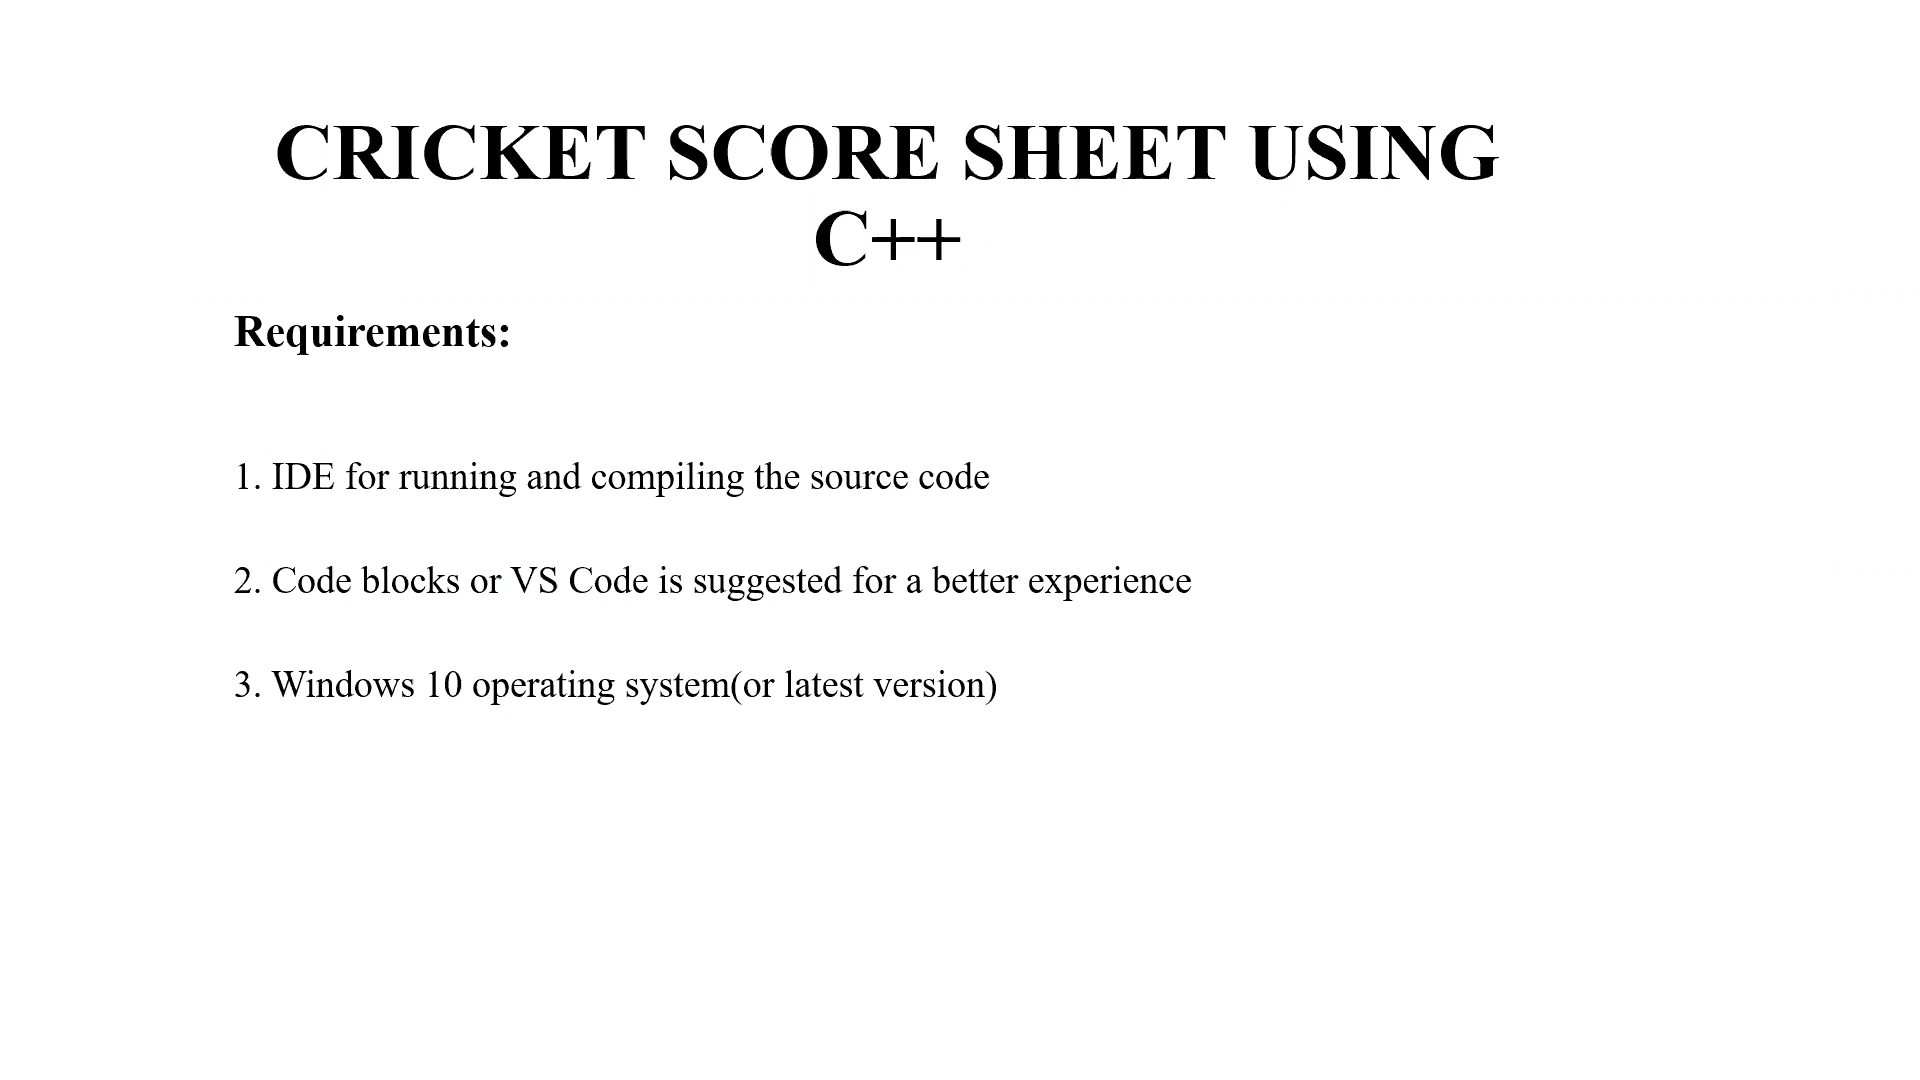 CRICKET SCORE SHEET USING
C++
Requirements:
1. IDE for running and compiling the source code
2. Code blocks or VS Code is suggested for a better experience
3. Windows 10 operating system(or latest version)